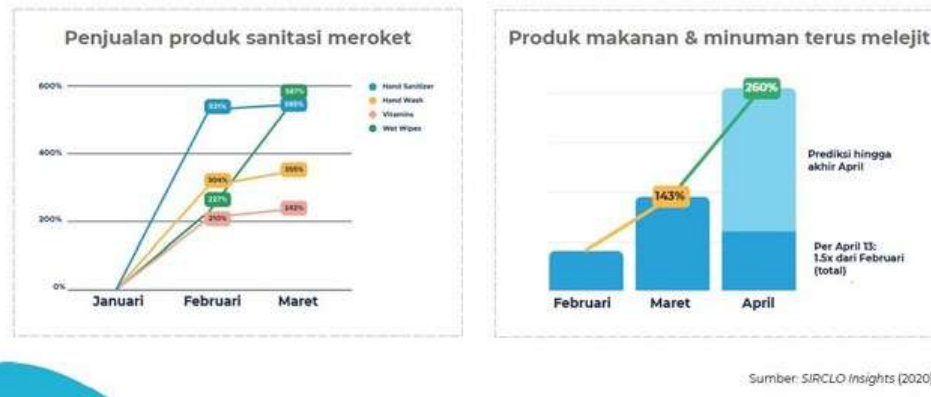 Penjualan produk sanitasi meroket
600%
400%
200%
0%
531%
304%
237%
210%
567%
355%
242%
Januari
Februari
Maret
Hand Sanitizer
Hand Wash
Vitamins
Wet Wipes
Produk makanan & minuman terus melejit
143%
260%
Februari
Maret
April
Prediksi hingga
akhir April
Per April 13:
1.5x dari Februari
(total)
Sumber: SIRCLO Insights (2020)